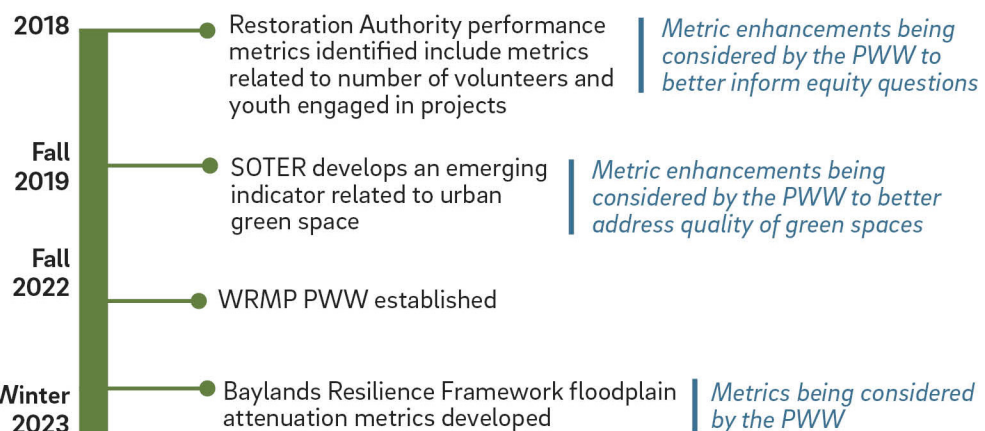 2018
Restoration Authority performance
metrics identified include metrics
related to number of volunteers and
youth engaged in projects
Metric enhancements being
considered by the PWW to
better inform equity questions
Fall
2019
SOTER develops an emerging
indicator related to urban
green space
Metric enhancements being
considered by the PWW to better
address quality of green spaces
Fall
2022
WRMP PWW established
Winter
2023
Baylands Resilience Framework floodplain
attenuation metrics developed
Metrics being considered
by the PWW